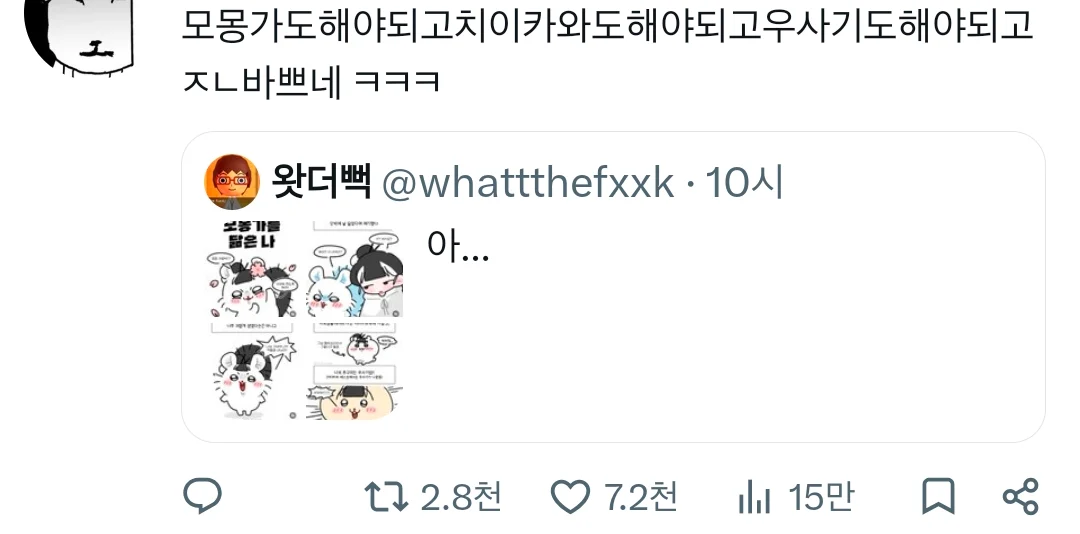 모몽가도해야되고치이카와도해야되고우사기도해야되고
ㅈㄴ바쁘네 ㅋㅋㅋ
왓더뻑 @whattthefxxk · 10시
아...
모몽가를
닮은 나
2.8천 7.2천 15만